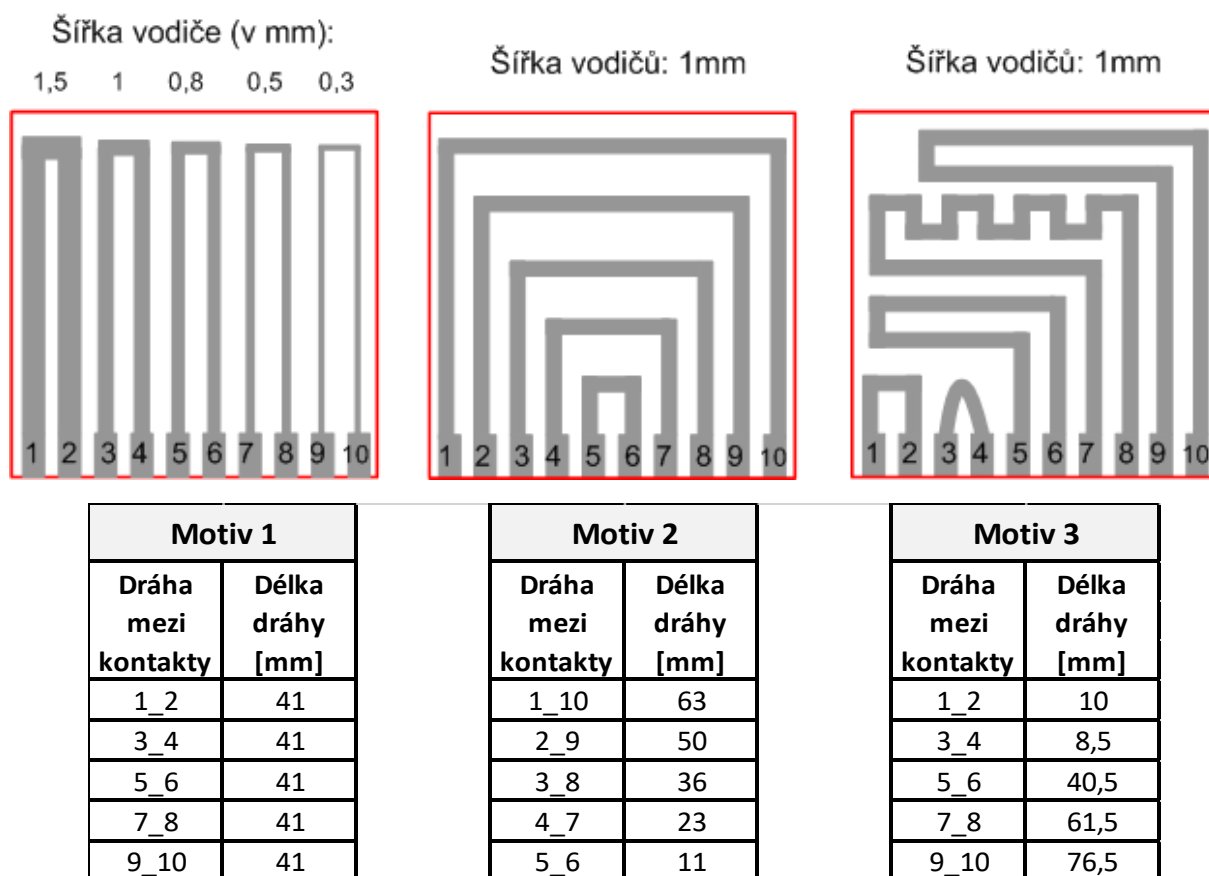 Šířka vodiče (v mm):
1,5 1 0,8 0,5 0,3
Šířka vodičů: 1mm
Šířka vodičů: 1mm
1 2 3 4 5 6 7 8 9 10
1 2 3 4 5 6 7 8 9 10
1 2 3 4 5 6 7 8 9 10
Motiv 1
Dráha mezi kontakty Délka dráhy [mm]
1_2 41
3_4 41
5_6 41
7_8 41
9_10 41
Motiv 2
Dráha mezi kontakty Délka dráhy [mm]
1_10 63
2_9 50
3_8 36
4_7 23
5_6 11
Motiv 3
Dráha mezi kontakty Délka dráhy [mm]
1_2 10
3_4 8,5
5_6 40,5
7_8 61,5
9_10 76,5